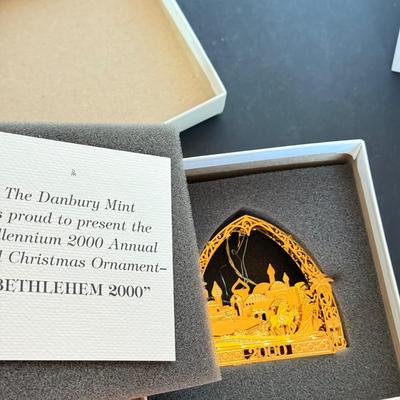 The Danbury Mint
s proud to present the
llennium 2000 Annual
l Christmas Ornament–
BETHLEHEM 2000”
2000